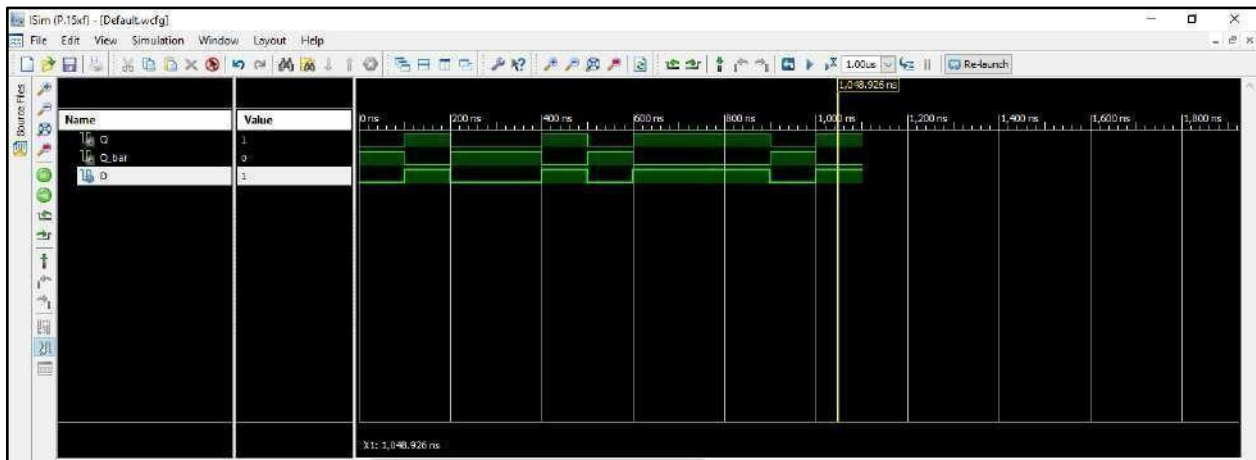 ISim (P.15xf) - [Default.wcfg]
File Edit View Simulation Window Layout Help
1.00us Re-launch
Source Files
1,048.926 ns
Name Value
0 ns 200 ns 400 ns 600 ns 800 ns 1,000 ns 1,200 ns 1,400 ns 1,600 ns 1,800 ns
Q 1
Q_bar 0
D 1
X1: 1,048.926 ns